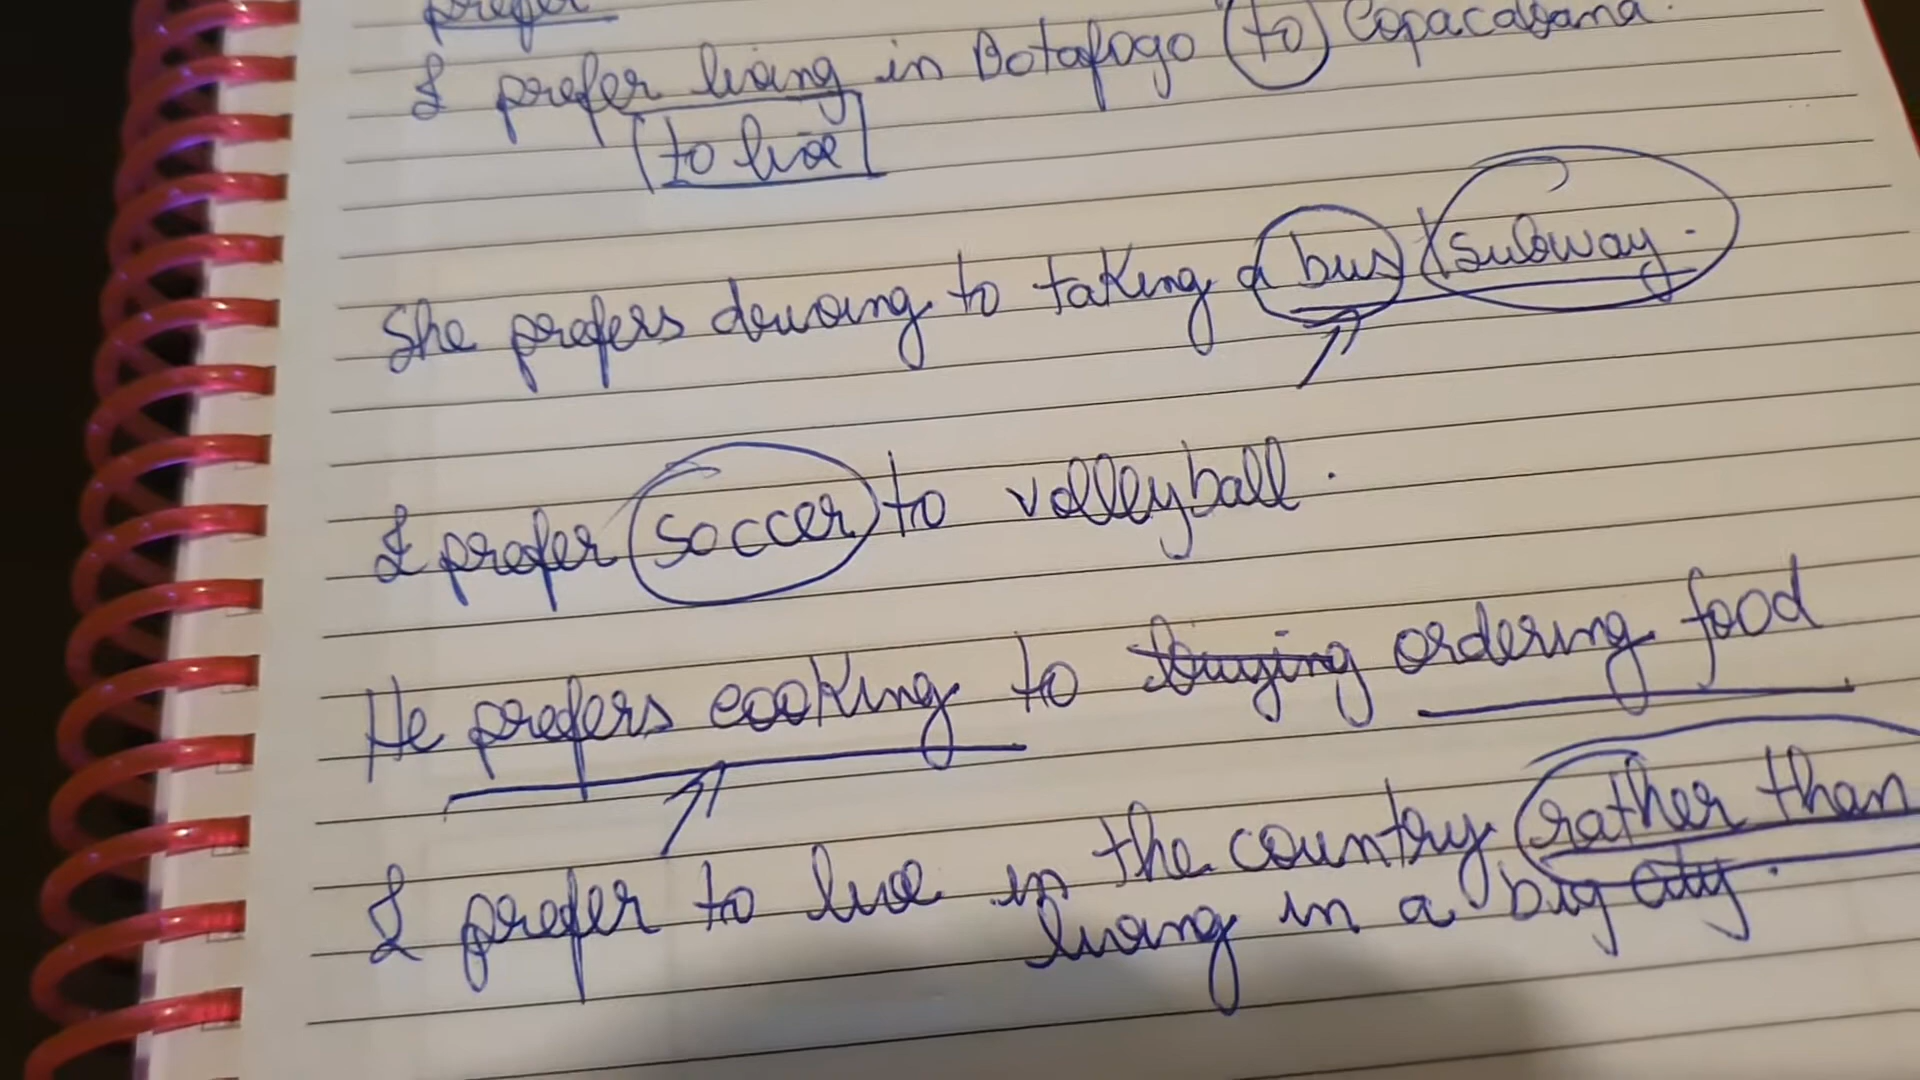 prefer
I prefer living in Botafogo to Copacabana.
to live
She prefers driving to taking a bus / subway.
I prefer soccer to volleyball.
He prefers cooking to buying ordering food
I prefer to live in the country rather than
living in a big city.